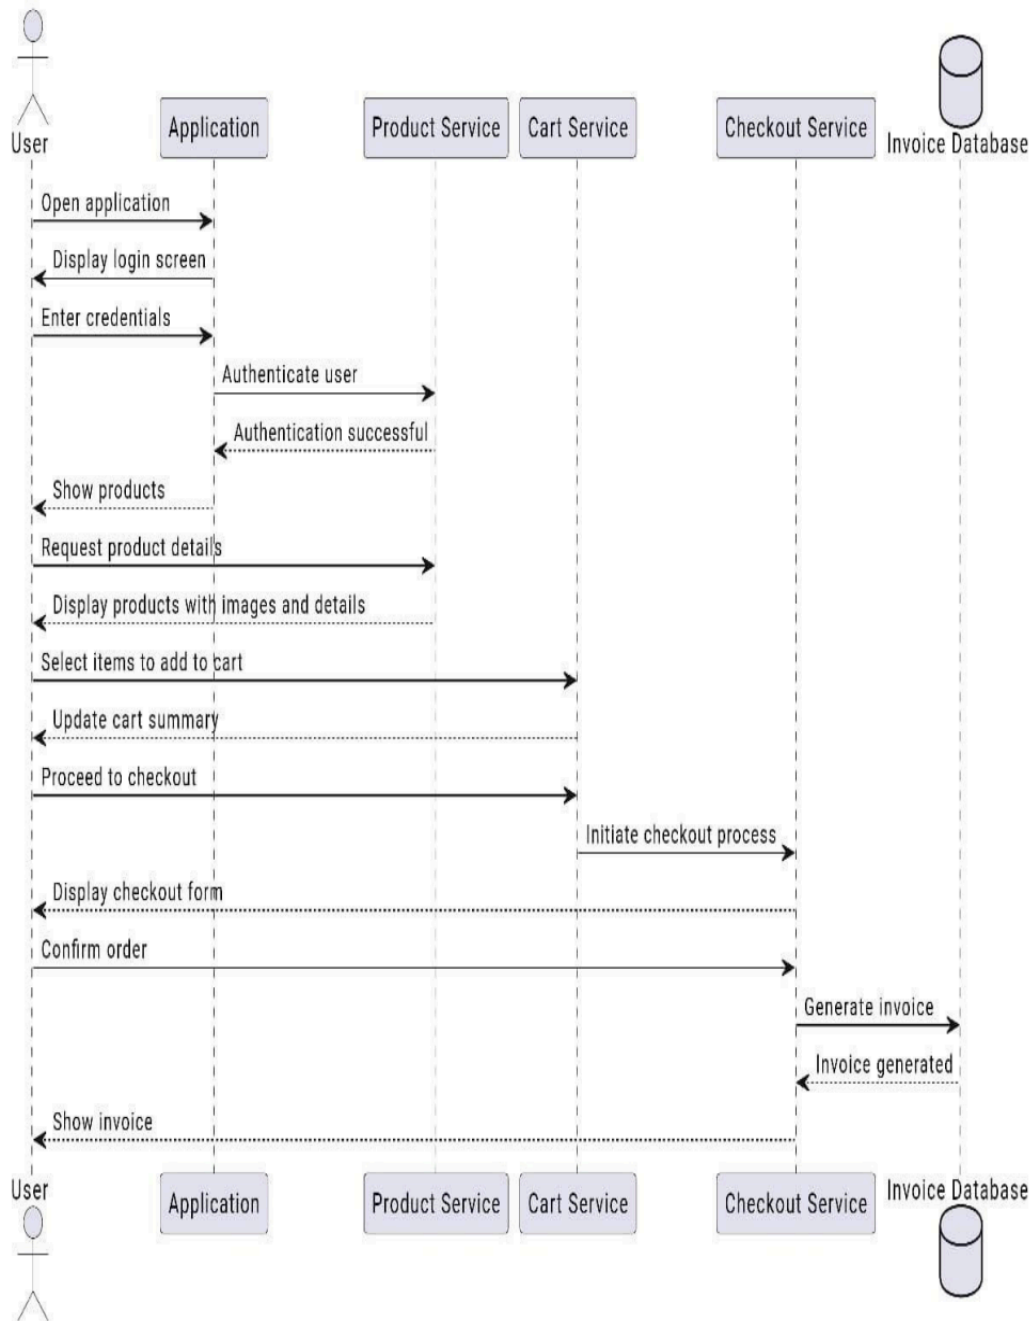 User
Application
Product Service
Cart Service
Checkout Service
Invoice Database
Open application
Display login screen
Enter credentials
Authenticate user
Authentication successful
Show products
Request product details
Display products with images and details
Select items to add to cart
Update cart summary
Proceed to checkout
Initiate checkout process
Display checkout form
Confirm order
Generate invoice
Invoice generated
Show invoice
User
Application
Product Service
Cart Service
Checkout Service
Invoice Database